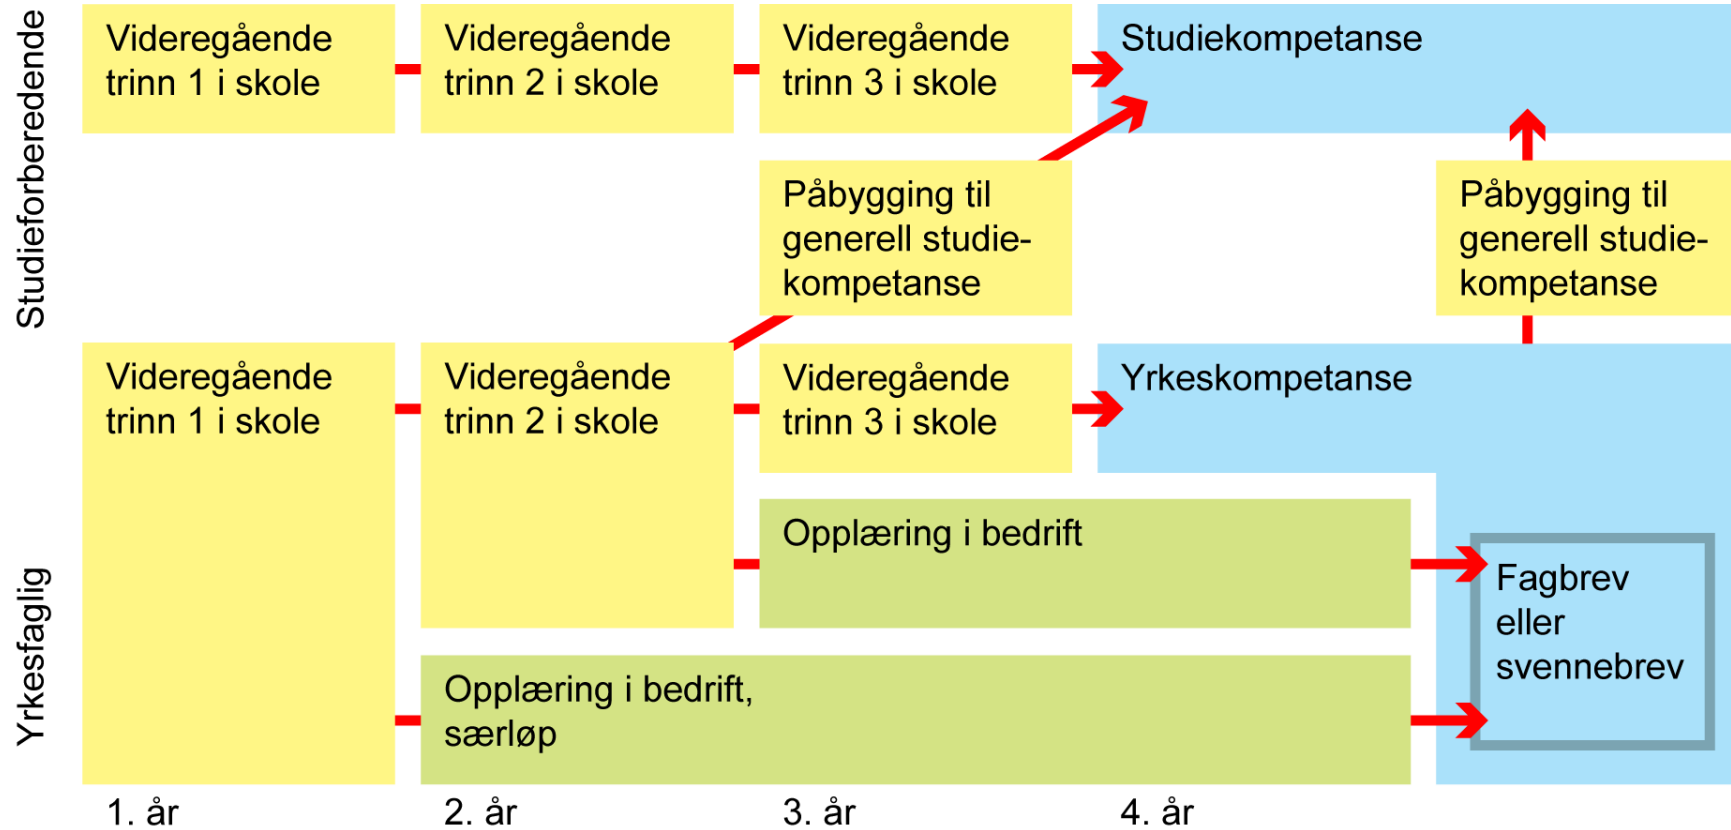 Studieforberedende
Videregående
trinn 1 i skole
Videregående
trinn 2 i skole
Videregående
trinn 3 i skole
Studiekompetanse
Påbygging til
generell studie-
kompetanse
Påbygging til
generell studie-
kompetanse
Yrkesfaglig
Videregående
trinn 1 i skole
Videregående
trinn 2 i skole
Videregående
trinn 3 i skole
Yrkeskompetanse
Opplæring i bedrift
Fagbrev
eller
svennebrev
Opplæring i bedrift,
særløp
1. år
2. år
3. år
4. år